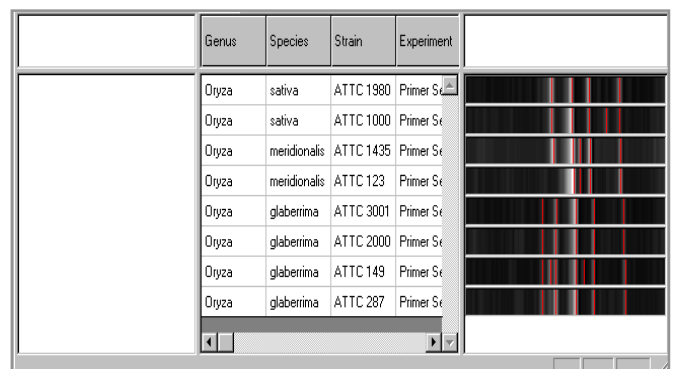 Genus Species Strain Experiment
Oryza sativa ATTC 1980 Primer Se
Oryza sativa ATTC 1000 Primer Se
Oryza meridionalis ATTC 1435 Primer Se
Oryza meridionalis ATTC 123 Primer Se
Oryza glaberrima ATTC 3001 Primer Se
Oryza glaberrima ATTC 2000 Primer Se
Oryza glaberrima ATTC 149 Primer Se
Oryza glaberrima ATTC 287 Primer Se